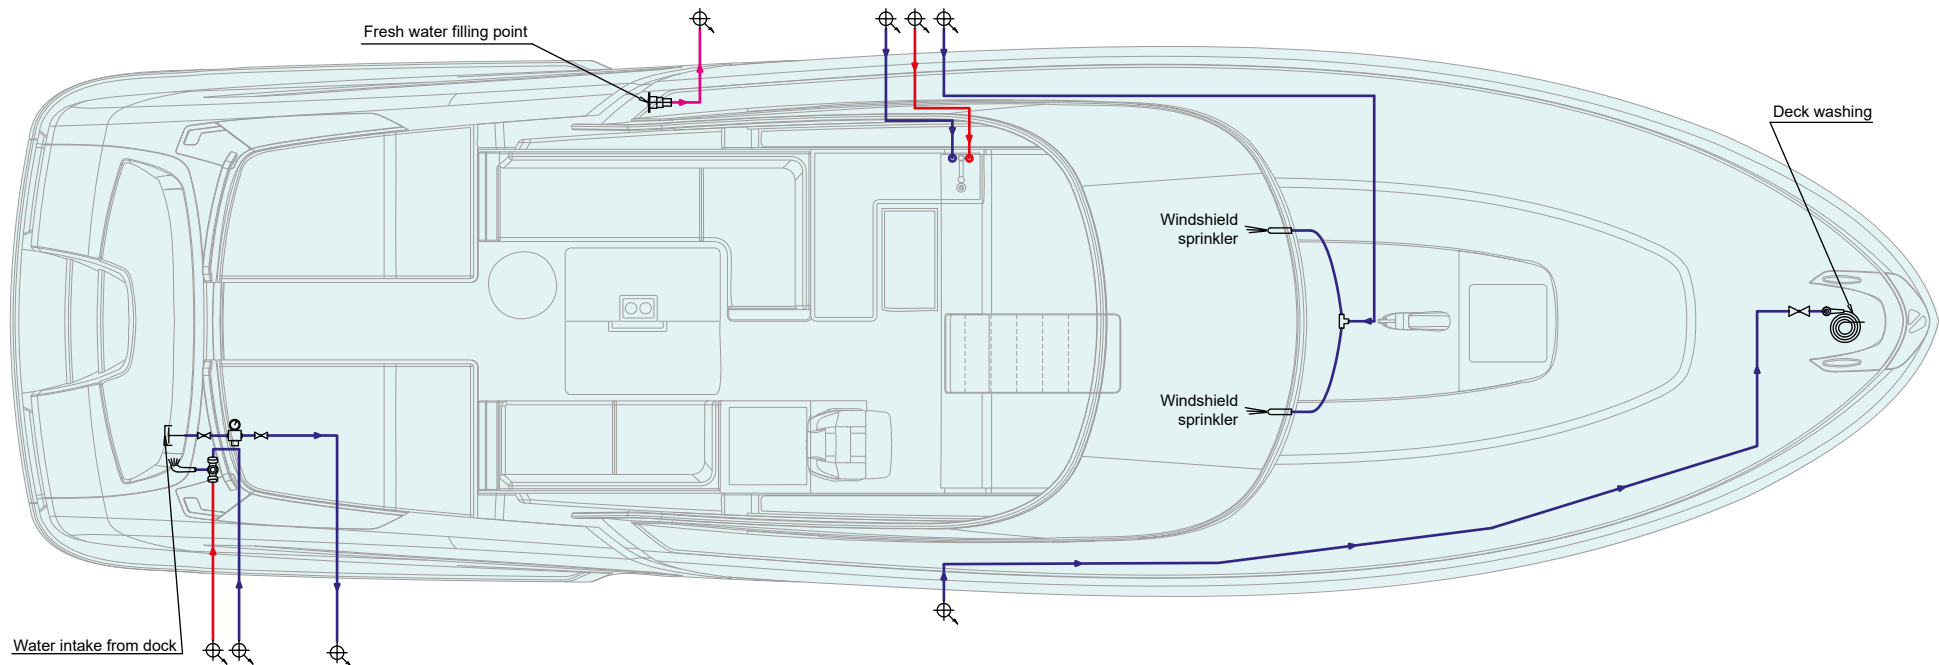 Fresh water filling point
Deck washing
Windshield
sprinkler
Windshield
sprinkler
Water intake from dock